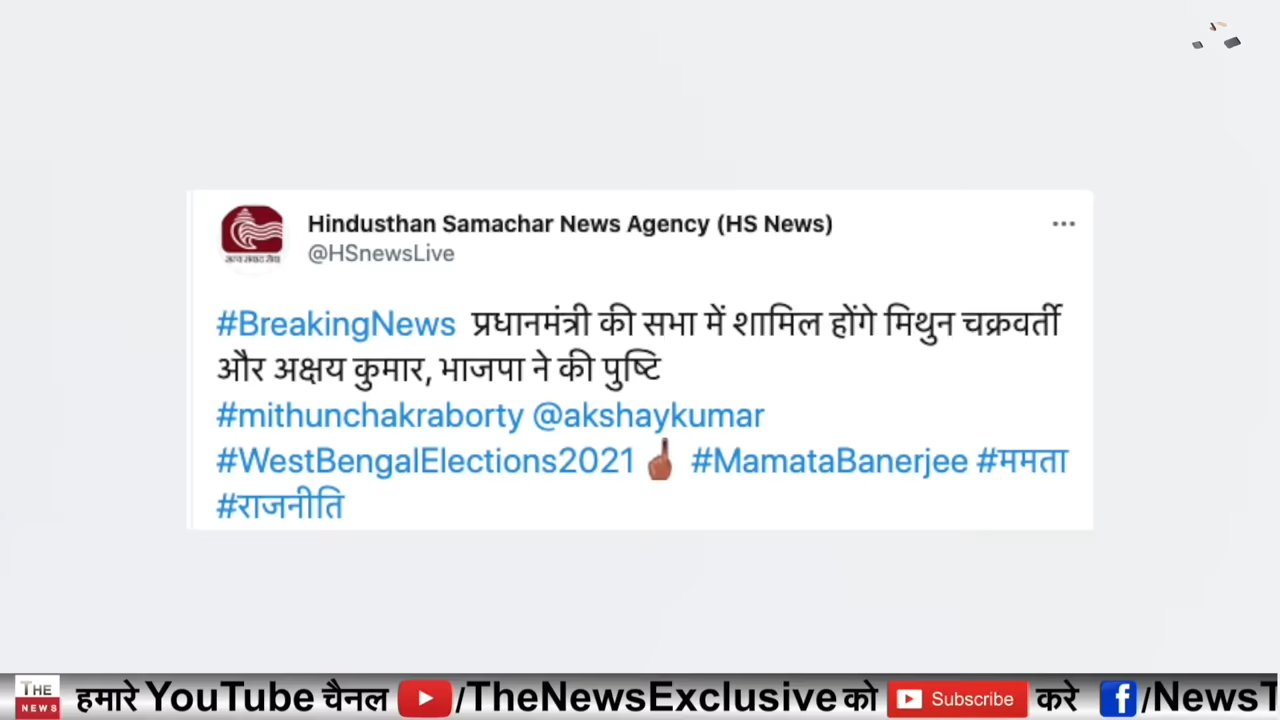 Hindusthan Samachar News Agency (HS News)
@HSnewsLive
#BreakingNews प्रधानमंत्री की सभा में शामिल होंगे मिथुन चक्रवर्ती
और अक्षय कुमार, भाजपा ने की पुष्टि
#mithunchakraborty @akshaykumar
#WestBengalElections2021 #MamataBanerjee #ममता
#राजनीति
THE
NEWS
हमारे YouTube चैनल /TheNewsExclusive को Subscribe करे /NewsT